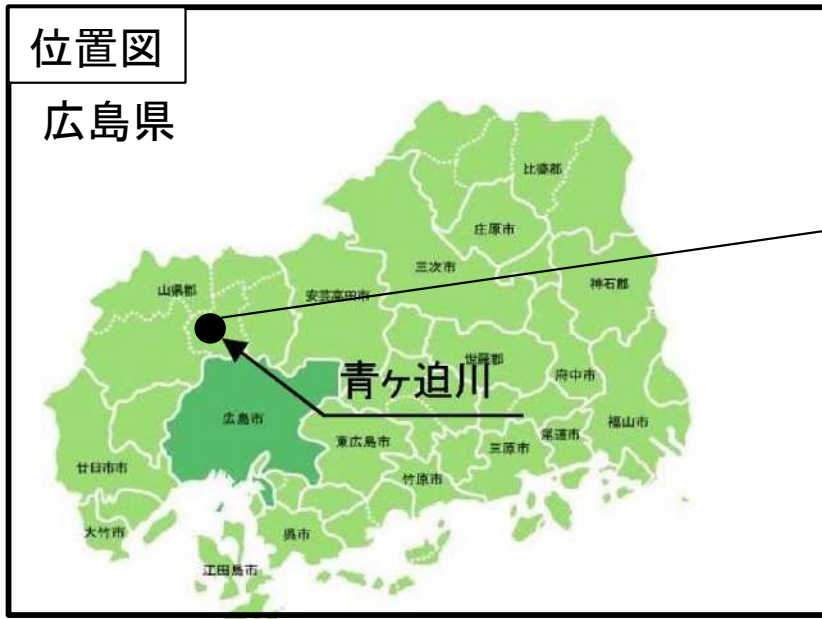 位置図
広島県
比婆郡
庄原市
三次市
神石郡
山県郡
安芸高田市
世羅郡
青ヶ迫川
府中市
広島市
福山市
東広島市
三原市
尾道市
廿日市市
竹原市
大竹市
呉市
江田島市